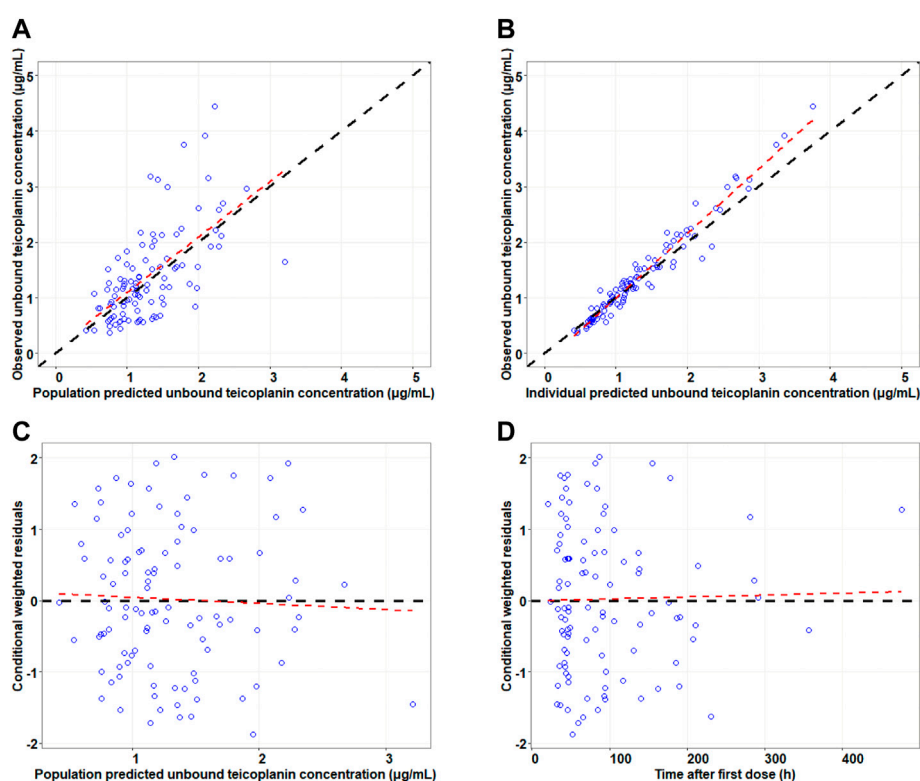 A
B
Observed unbound teicoplanin concentration (µg/mL)
5
4
3
2
1
0
0 1 2 3 4 5
Population predicted unbound teicoplanin concentration (µg/mL)
Observed unbound teicoplanin concentration (µg/mL)
5
4
3
2
1
0
0 1 2 3 4 5
Individual predicted unbound teicoplanin concentration (µg/mL)
C
D
Conditional weighted residuals
2
1
0
-1
-2
1 2 3
Population predicted unbound teicoplanin concentration (µg/mL)
Conditional weighted residuals
2
1
0
-1
-2
0 100 200 300 400
Time after first dose (h)